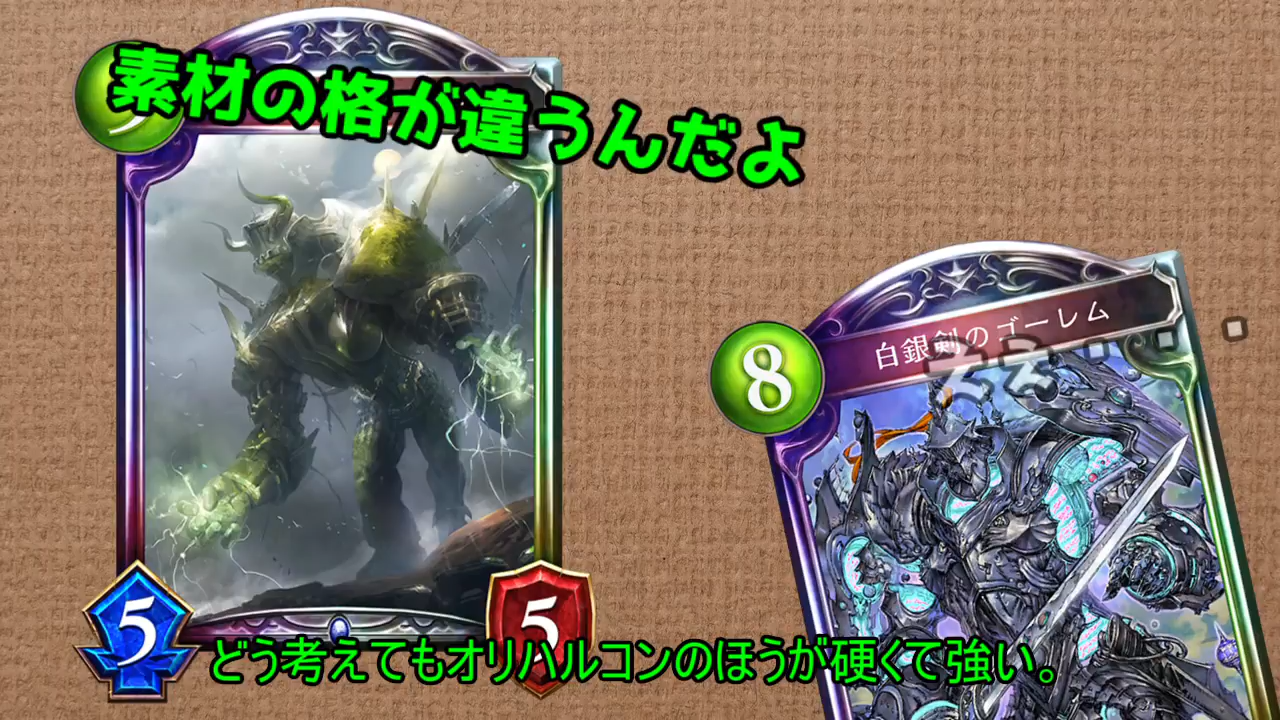 素材の格が違うんだよ
8
白銀剣のゴーレム
ええ・・・
5
5
どう考えてもオリハルコンのほうが硬くて強い。